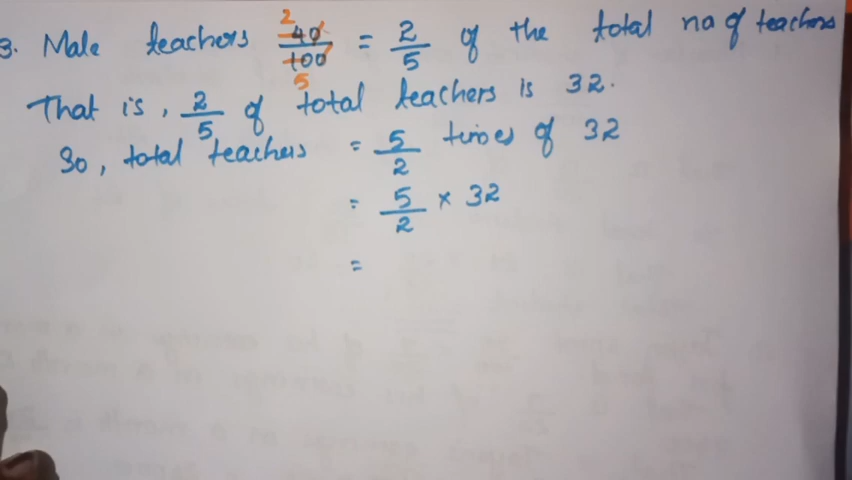 3. Male teachers 40/100 = 2/5 of the total no of teachers
2
5
That is, 2/5 of total teachers is 32.
So, total teachers = 5/2 times of 32
= 5/2 × 32
=